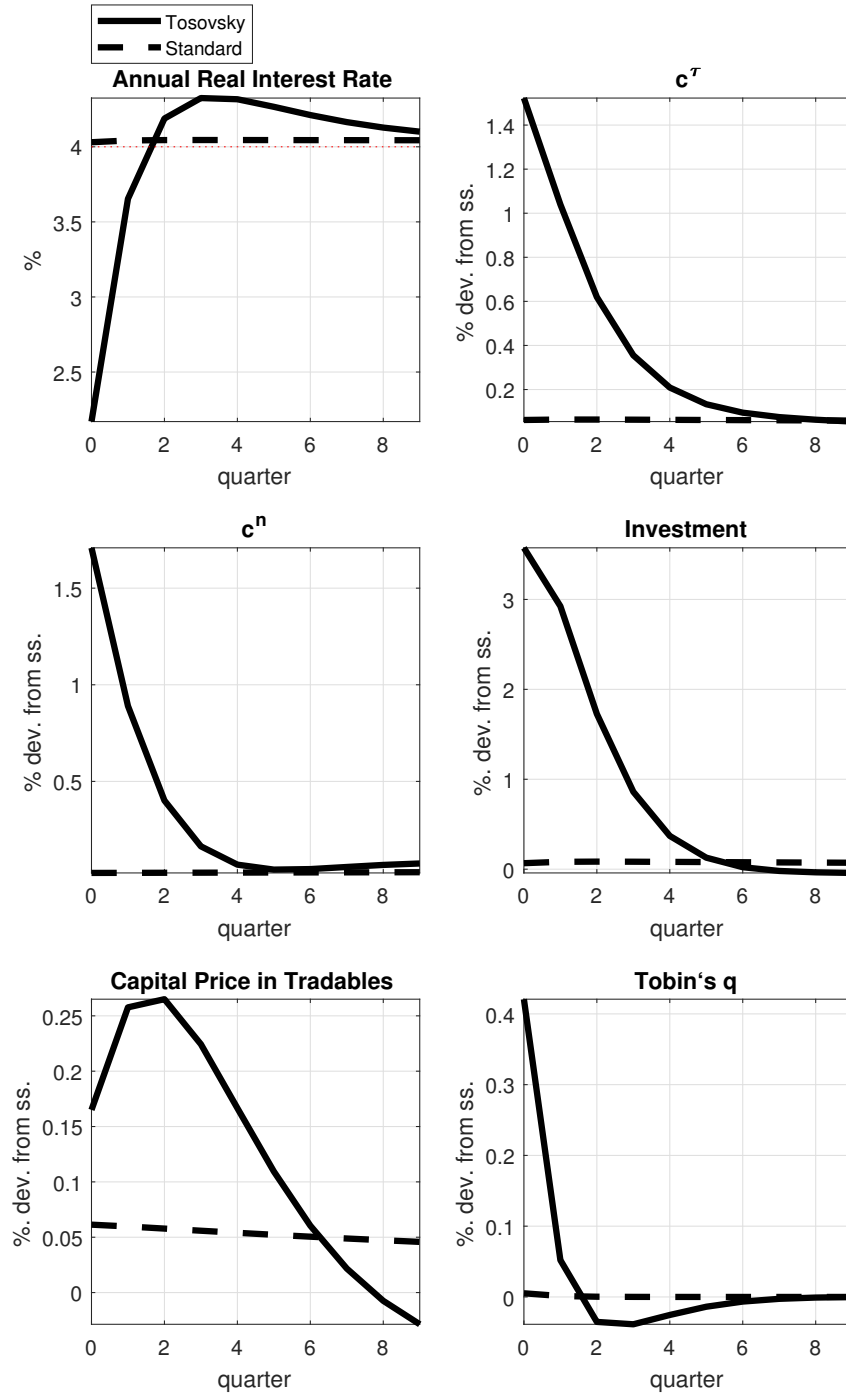 Tosovsky
Standard
Annual Real Interest Rate
4
3.5
3
2.5
%
0 2 4 6 8
quarter
c^τ
1.4
1.2
1
0.8
0.6
0.4
0.2
% dev. from ss.
0 2 4 6 8
quarter
c^n
1.5
1
0.5
% dev. from ss.
0 2 4 6 8
quarter
Investment
3
2
1
0
%. dev. from ss.
0 2 4 6 8
quarter
Capital Price in Tradables
0.25
0.2
0.15
0.1
0.05
0
%. dev. from ss.
0 2 4 6 8
quarter
Tobin‘s q
0.4
0.3
0.2
0.1
0
%. dev. from ss.
0 2 4 6 8
quarter